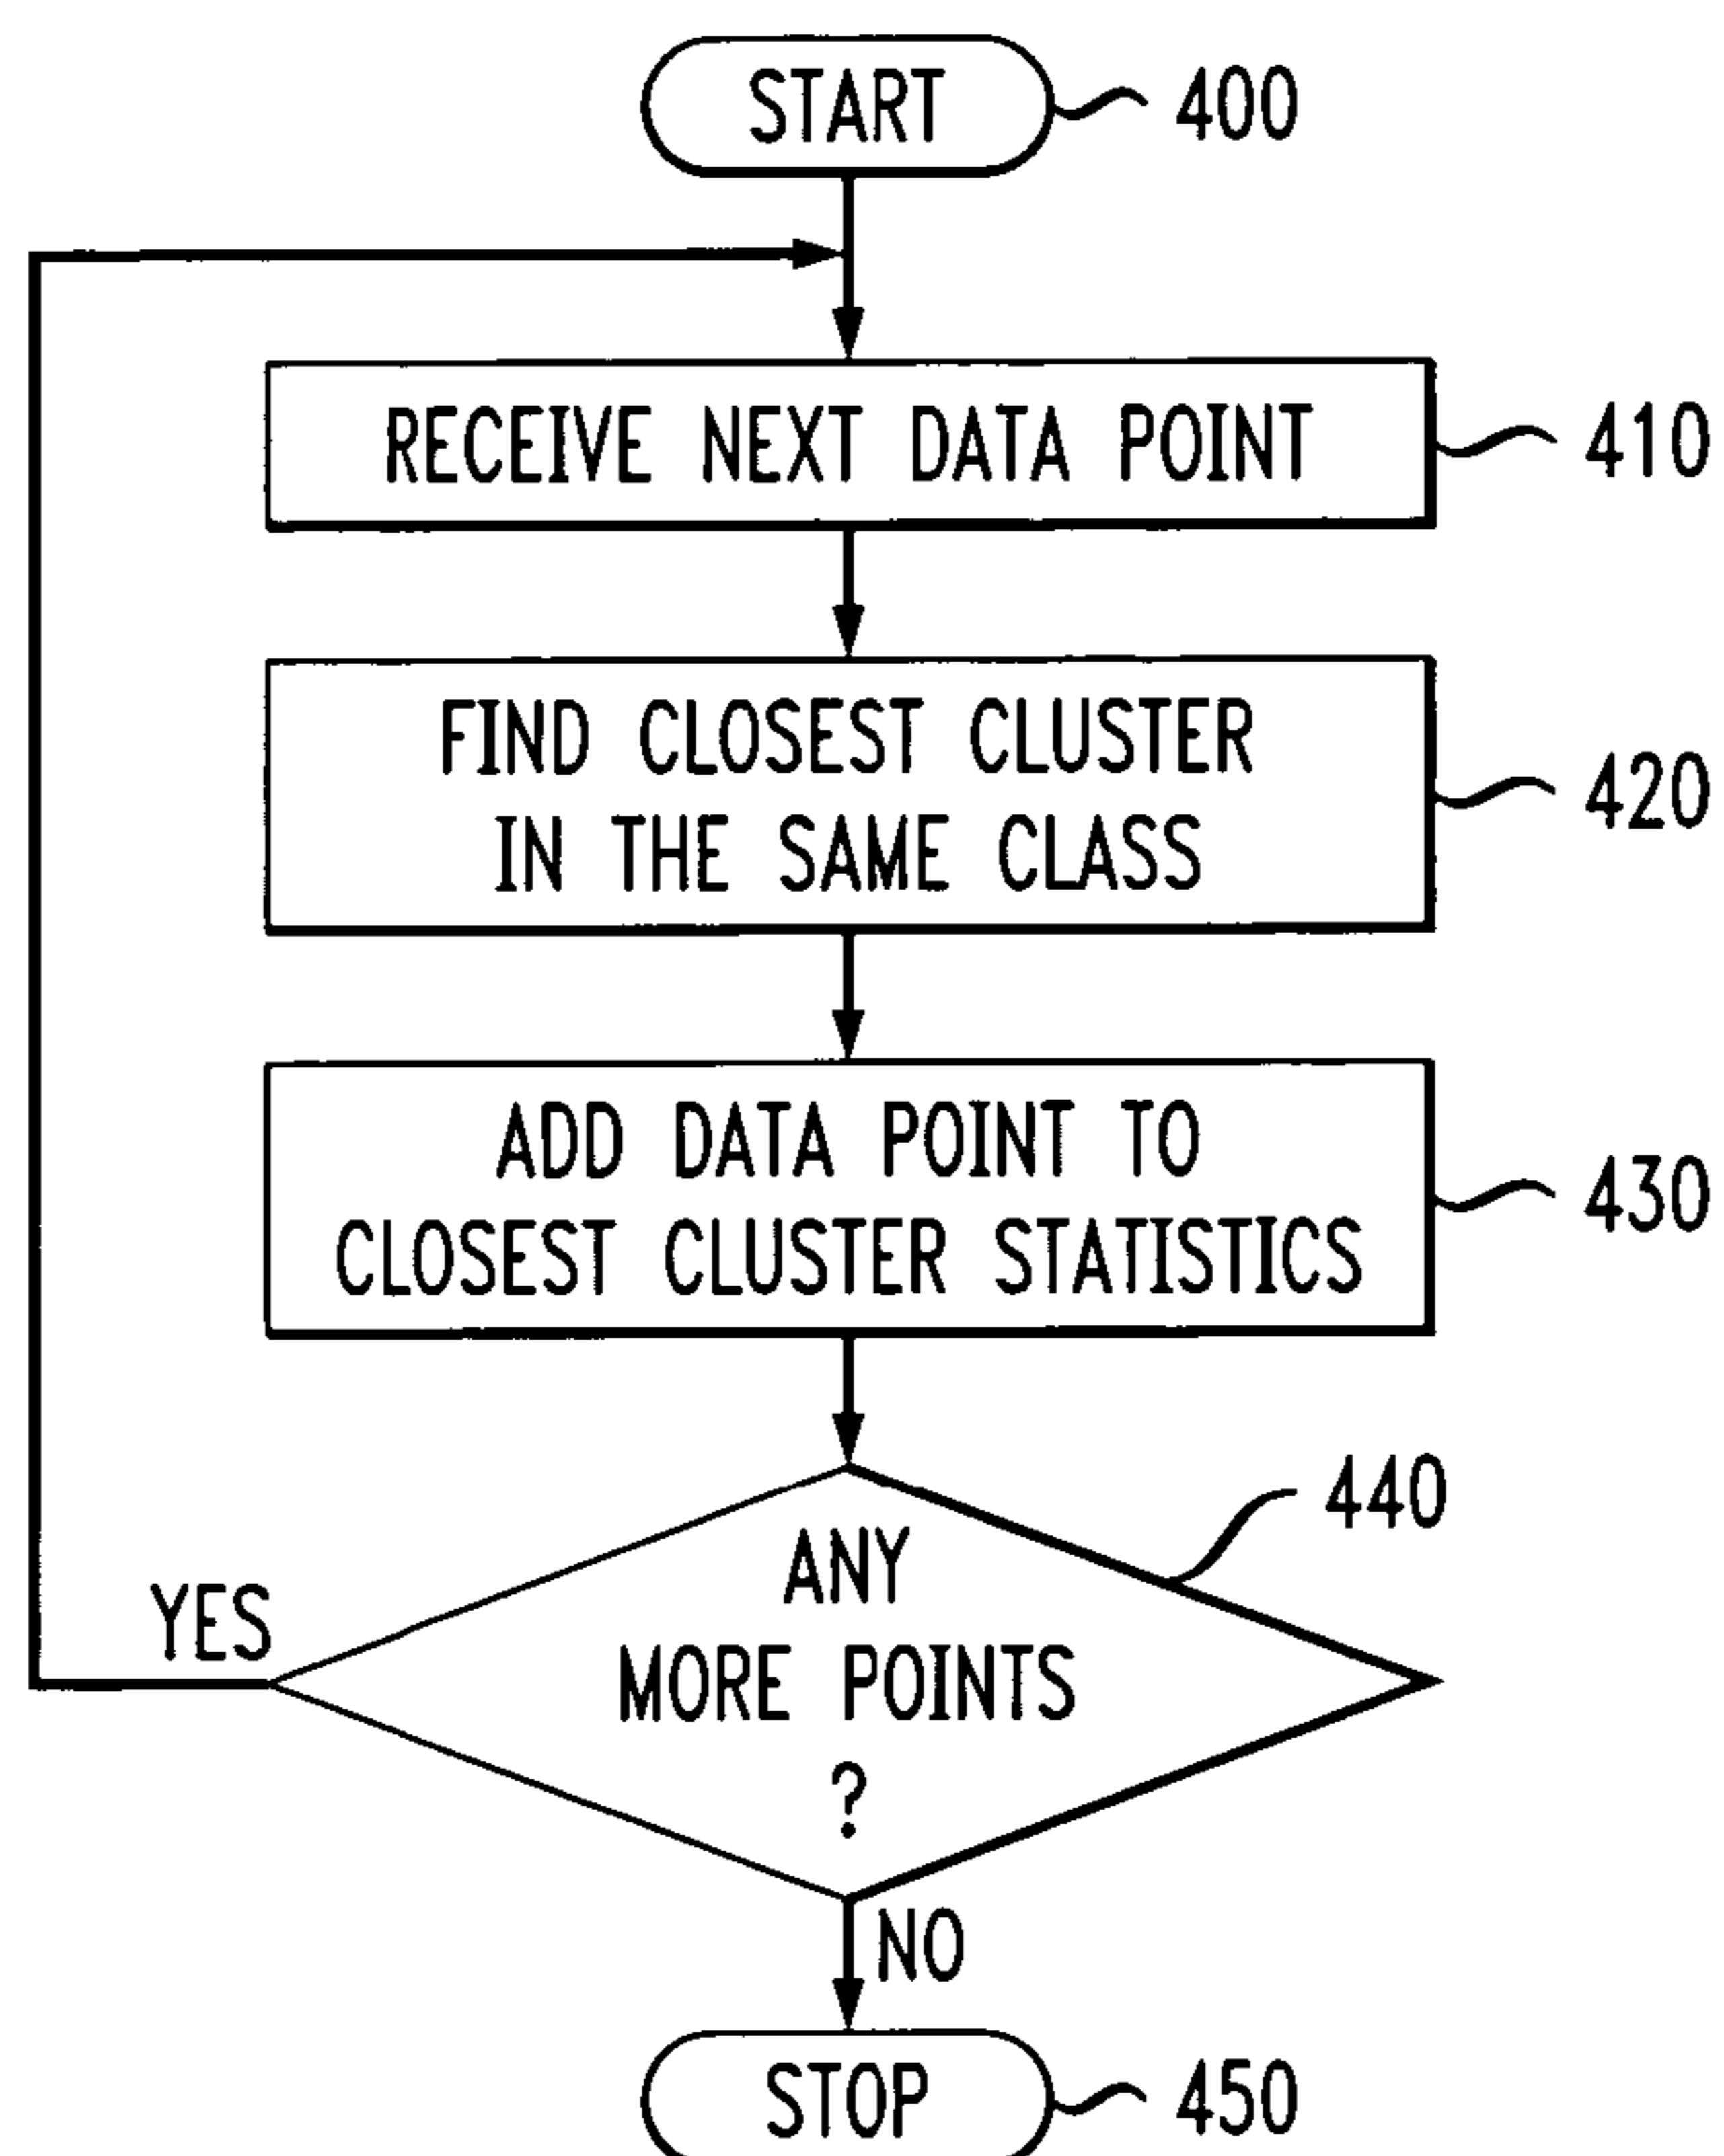 START
400
RECEIVE NEXT DATA POINT
410
FIND CLOSEST CLUSTER
IN THE SAME CLASS
420
ADD DATA POINT TO
CLOSEST CLUSTER STATISTICS
430
440
ANY
MORE POINTS
?
YES
NO
STOP
450